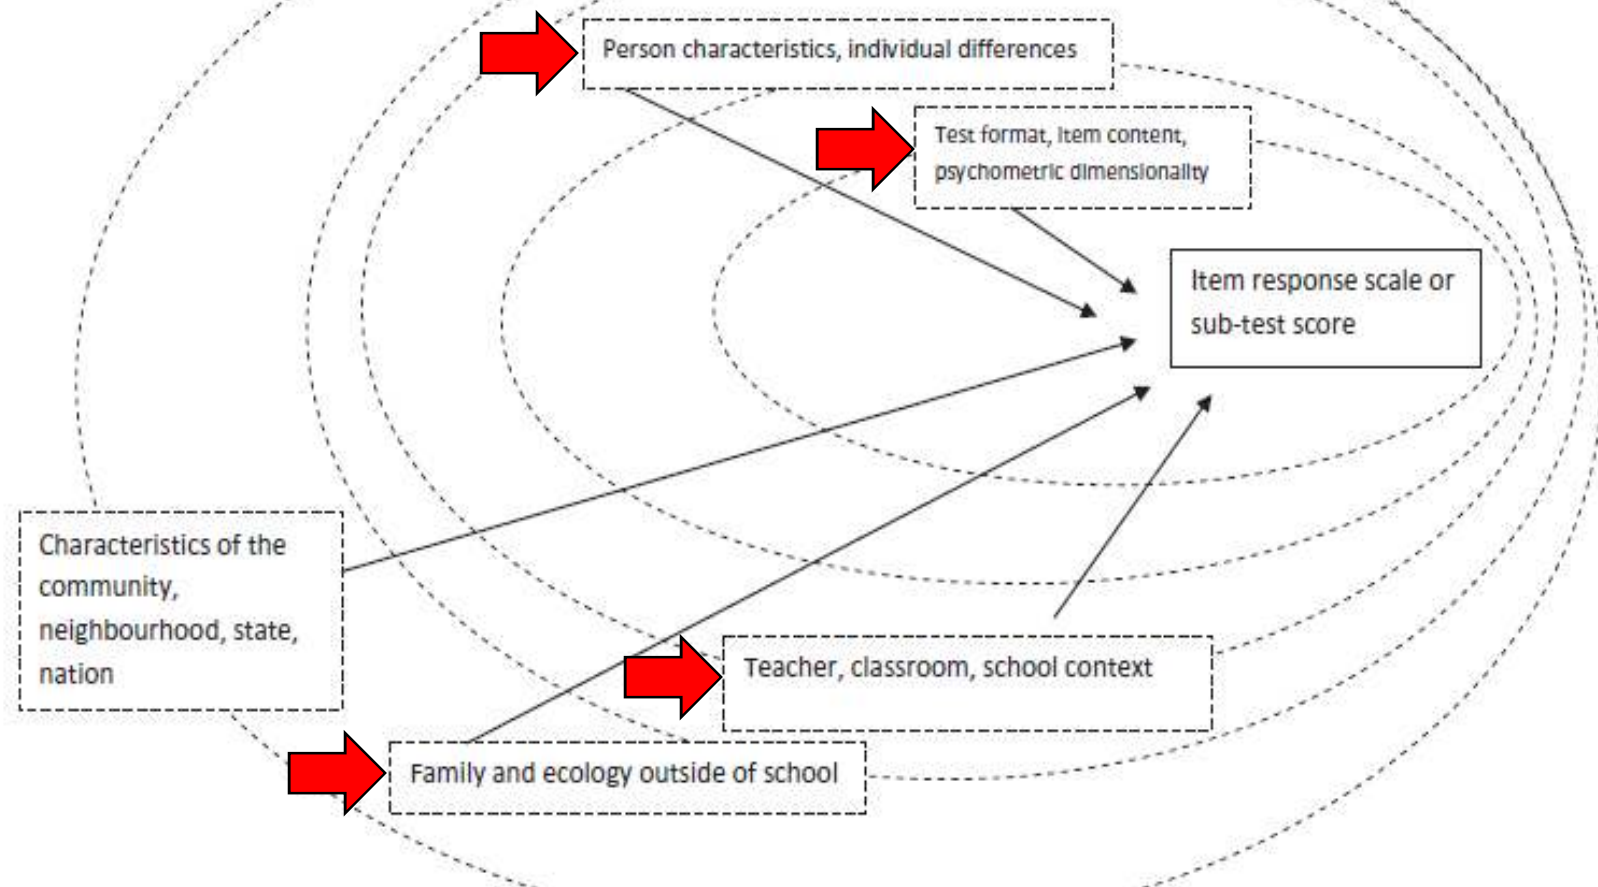 Person characteristics, individual differences
Test format, item content,
psychometric dimensionality
Item response scale or
sub-test score
Characteristics of the
community,
neighbourhood, state,
nation
Teacher, classroom, school context
Family and ecology outside of school